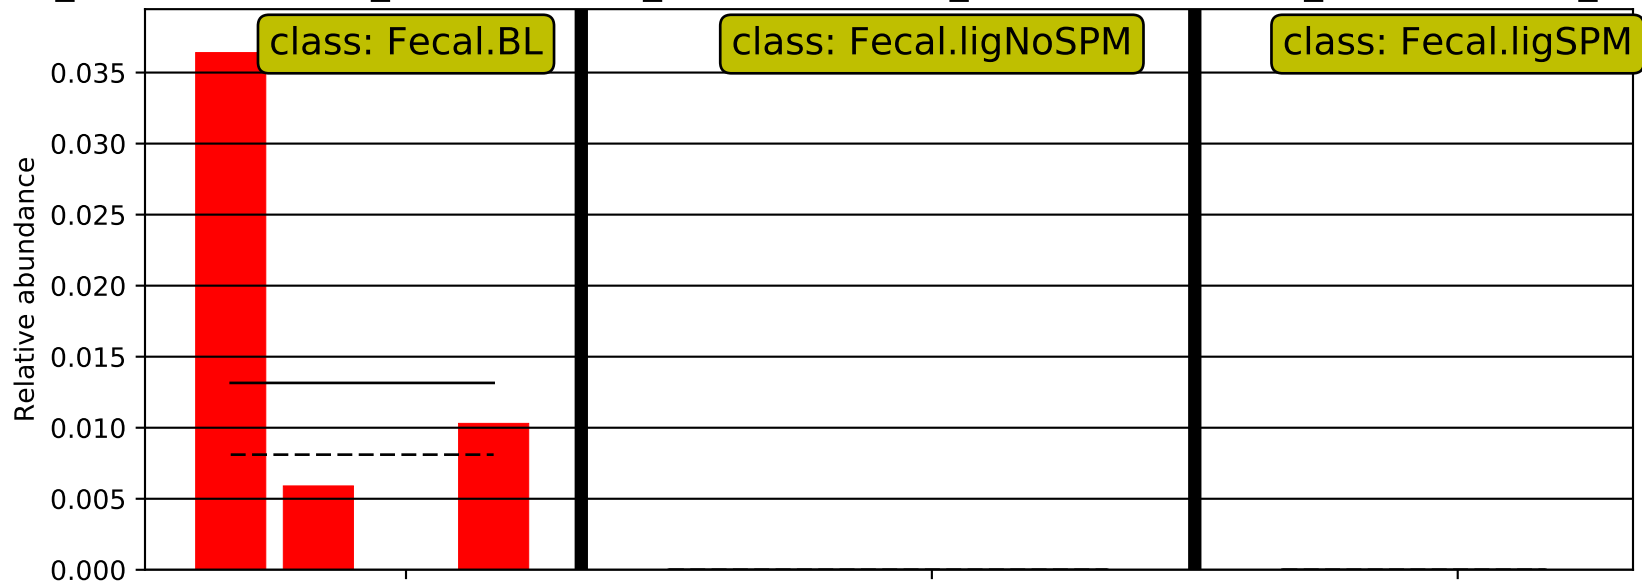 class: Fecal.BL
class: Fecal.ligNoSPM
class: Fecal.ligSPM
Relative abundance
0.035
0.030
0.025
0.020
0.015
0.010
0.005
0.000